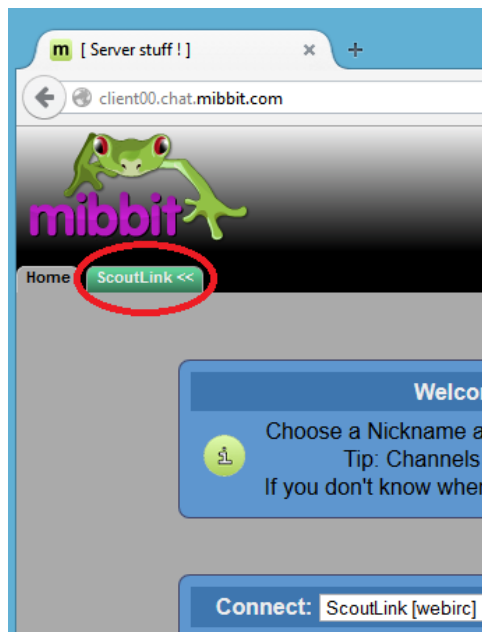 m [ Server stuff ! ] × +
client00.chat.mibbit.com
mibbit
Home ScoutLink <<
Welco
i Choose a Nickname a
Tip: Channels
If you don't know wher
Connect: ScoutLink [webirc]